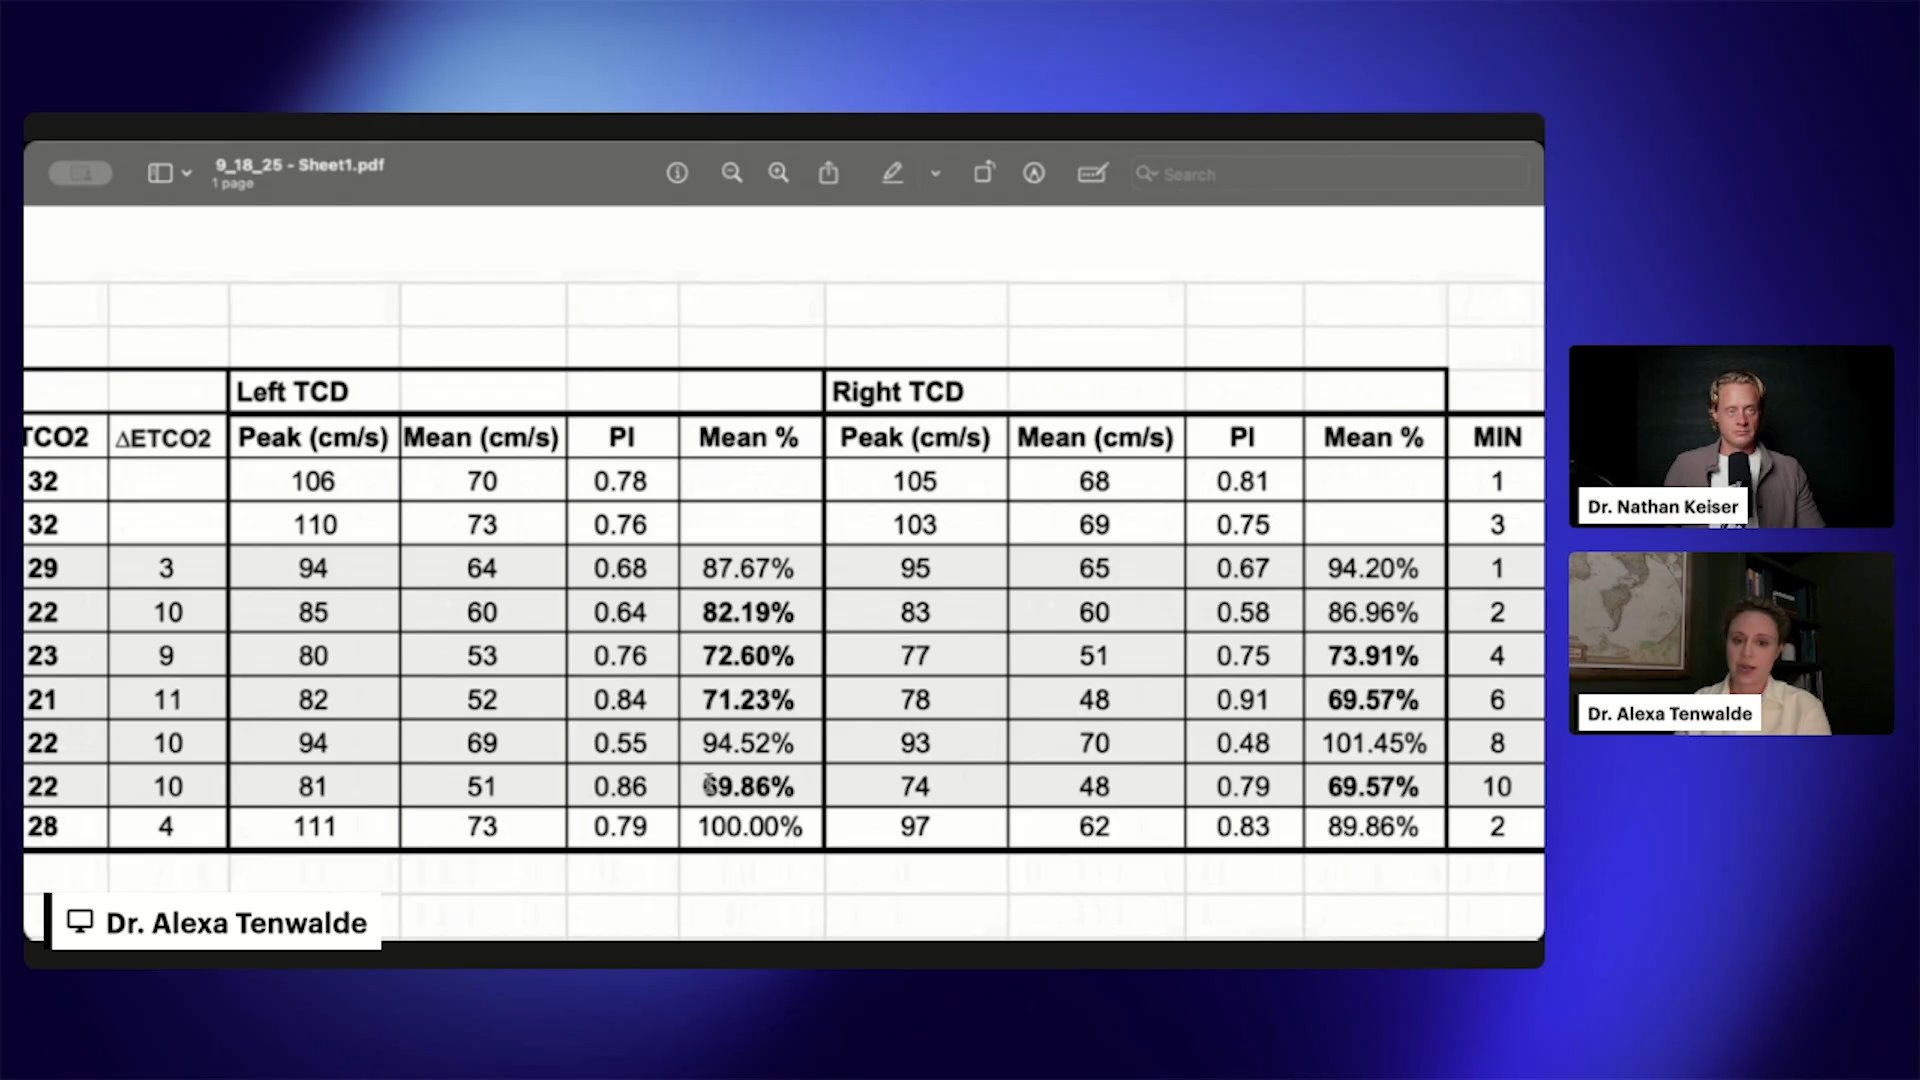 9_18_25 - Sheet1.pdf
1 page
Search
Left TCD Right TCD
TCO2 ΔETCO2 Peak (cm/s) Mean (cm/s) PI Mean % Peak (cm/s) Mean (cm/s) PI Mean % MIN
32 106 70 0.78 105 68 0.81 1
32 110 73 0.76 103 69 0.75 3
29 3 94 64 0.68 87.67% 95 65 0.67 94.20% 1
22 10 85 60 0.64 82.19% 83 60 0.58 86.96% 2
23 9 80 53 0.76 72.60% 77 51 0.75 73.91% 4
21 11 82 52 0.84 71.23% 78 48 0.91 69.57% 6
22 10 94 69 0.55 94.52% 93 70 0.48 101.45% 8
22 10 81 51 0.86 69.86% 74 48 0.79 69.57% 10
28 4 111 73 0.79 100.00% 97 62 0.83 89.86% 2
Dr. Alexa Tenwalde
Dr. Nathan Keiser
Dr. Alexa Tenwalde